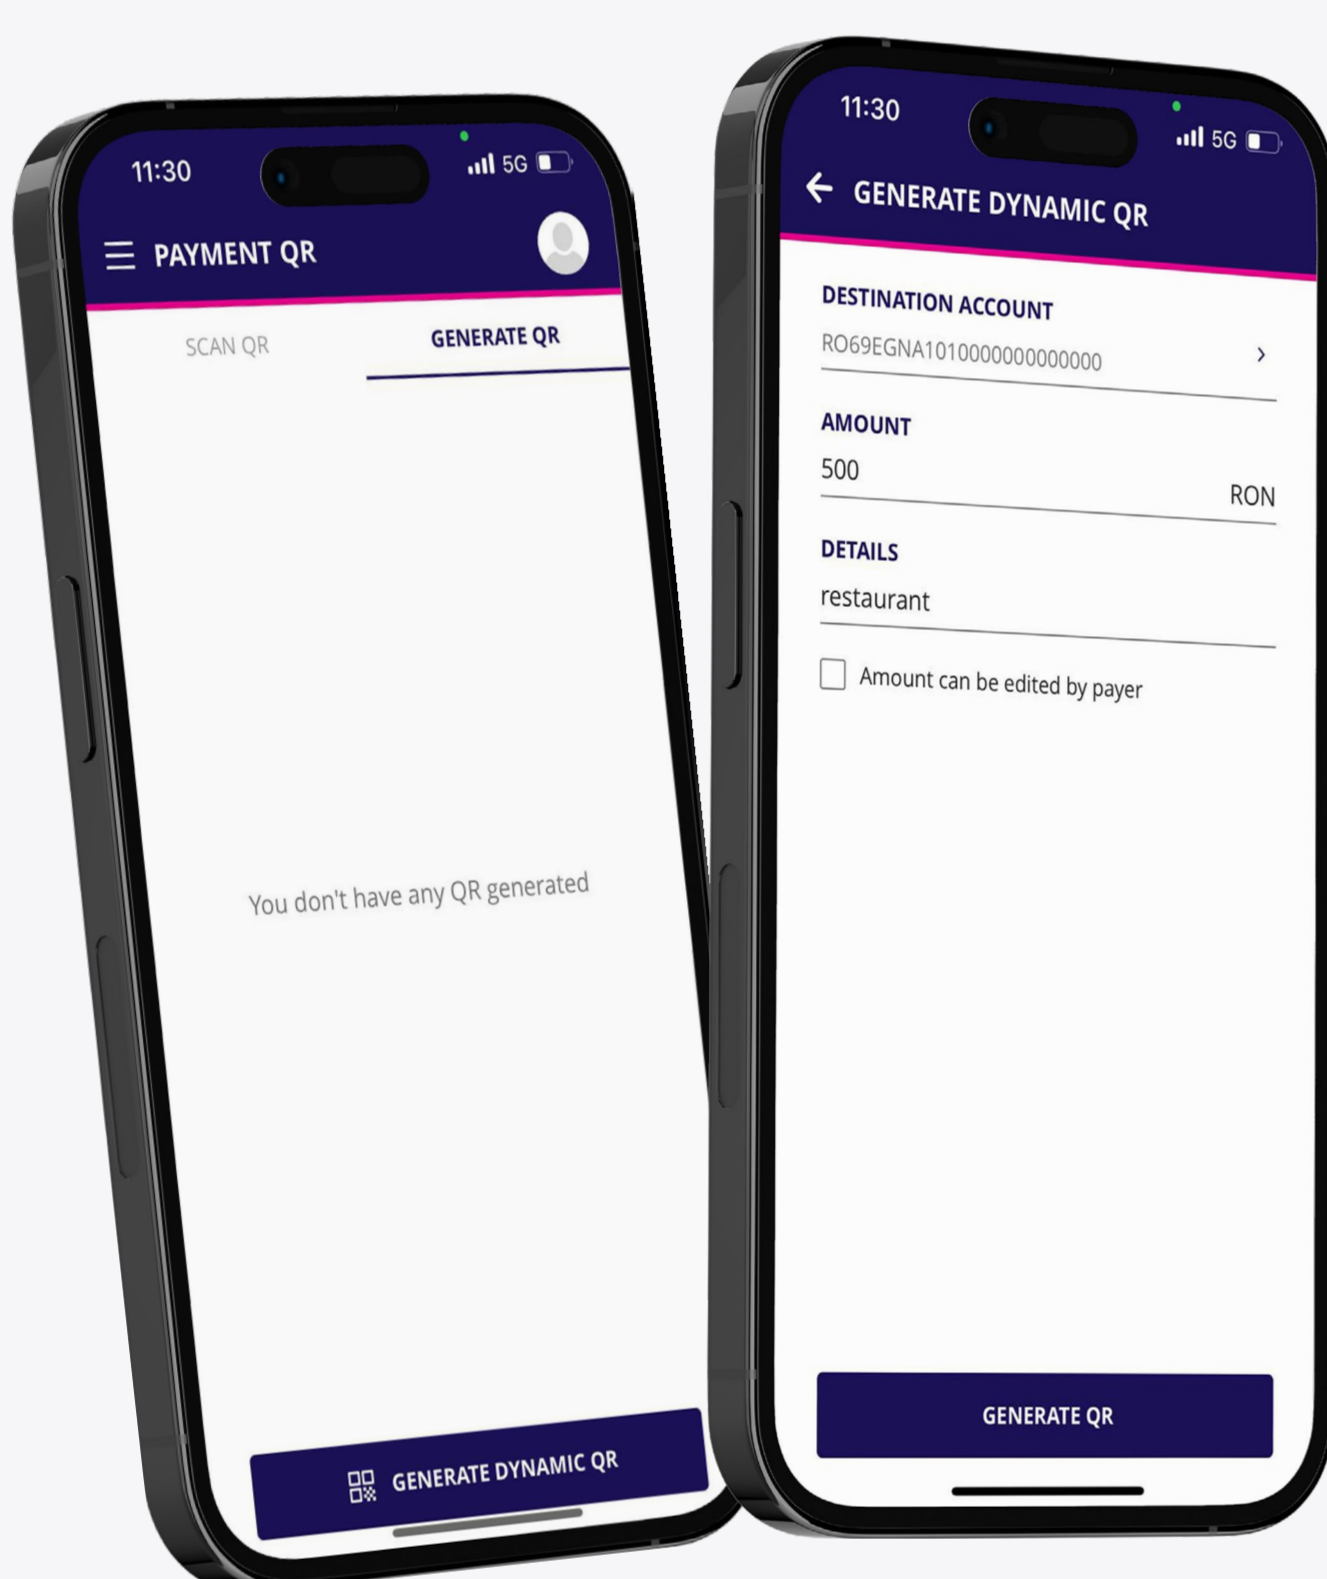 11:30
5G
PAYMENT QR
SCAN QR
GENERATE QR
You don't have any QR generated
GENERATE DYNAMIC QR
11:30
5G
GENERATE DYNAMIC QR
DESTINATION ACCOUNT
RO69EGNA1010000000000000
AMOUNT
500
RON
DETAILS
restaurant
Amount can be edited by payer
GENERATE QR